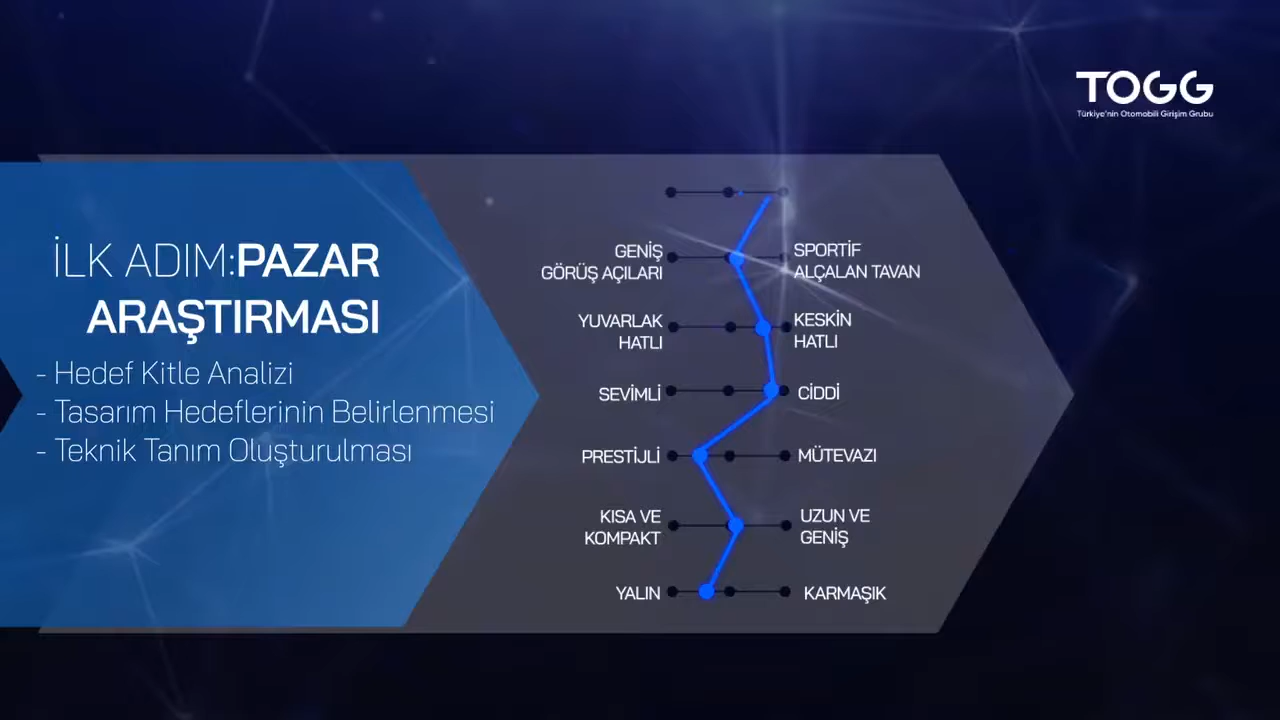 TOGG
Türkiye'nin Otomobili Girişim Grubu
İLK ADIM:PAZAR
ARAŞTIRMASI
- Hedef Kitle Analizi
- Tasarım Hedeflerinin Belirlenmesi
- Teknik Tanım Oluşturulması
GENİŞ
GÖRÜŞ AÇILARI
SPORTİF
ALÇALAN TAVAN
YUVARLAK
HATLI
KESKİN
HATLI
SEVİMLİ
CİDDİ
PRESTİJLİ
MÜTEVAZI
KISA VE
KOMPAKT
UZUN VE
GENİŞ
YALIN
KARMAŞIK